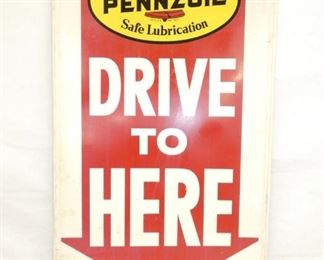 PENNZOIL
Safe Lubrication
DRIVE
TO
HERE